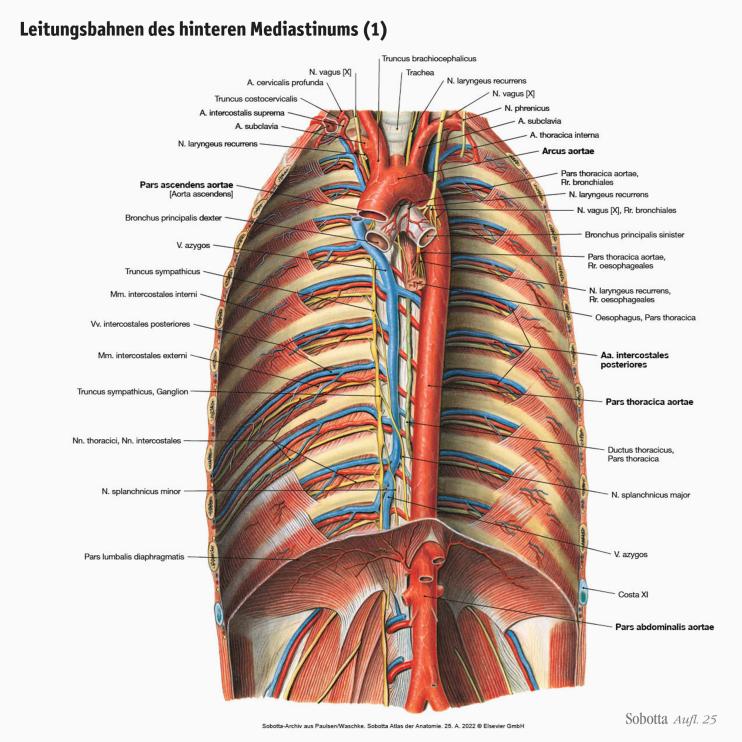 Leitungsbahnen des hinteren Mediastinums (1)
Truncus brachiocephalicus
N. vagus [X]
Trachea
A. cervicalis profunda
N. laryngeus recurrens
Truncus costocervicalis
N. vagus [X]
A. intercostalis suprema
N. phrenicus
A. subclavia
A. subclavia
N. laryngeus recurrens
A. thoracica interna
Arcus aortae
Pars ascendens aortae
[Aorta ascendens]
Pars thoracica aortae,
Rr. bronchiales
N. laryngeus recurrens
Bronchus principalis dexter
N. vagus [X], Rr. bronchiales
V. azygos
Bronchus principalis sinister
Truncus sympathicus
Pars thoracica aortae,
Rr. oesophageales
Mm. intercostales interni
N. laryngeus recurrens,
Rr. oesophageales
Vv. intercostales posteriores
Oesophagus, Pars thoracica
Mm. intercostales externi
Aa. intercostales
posteriores
Truncus sympathicus, Ganglion
Pars thoracica aortae
Nn. thoracici, Nn. intercostales
Ductus thoracicus,
Pars thoracica
N. splanchnicus minor
N. splanchnicus major
Pars lumbalis diaphragmatis
V. azygos
Costa XI
Pars abdominalis aortae
Sobotta Aufl. 25
Sobotta-Archiv aus Paulsen/Waschke. Sobotta Atlas der Anatomie. 25. A. 2022 © Elsevier GmbH